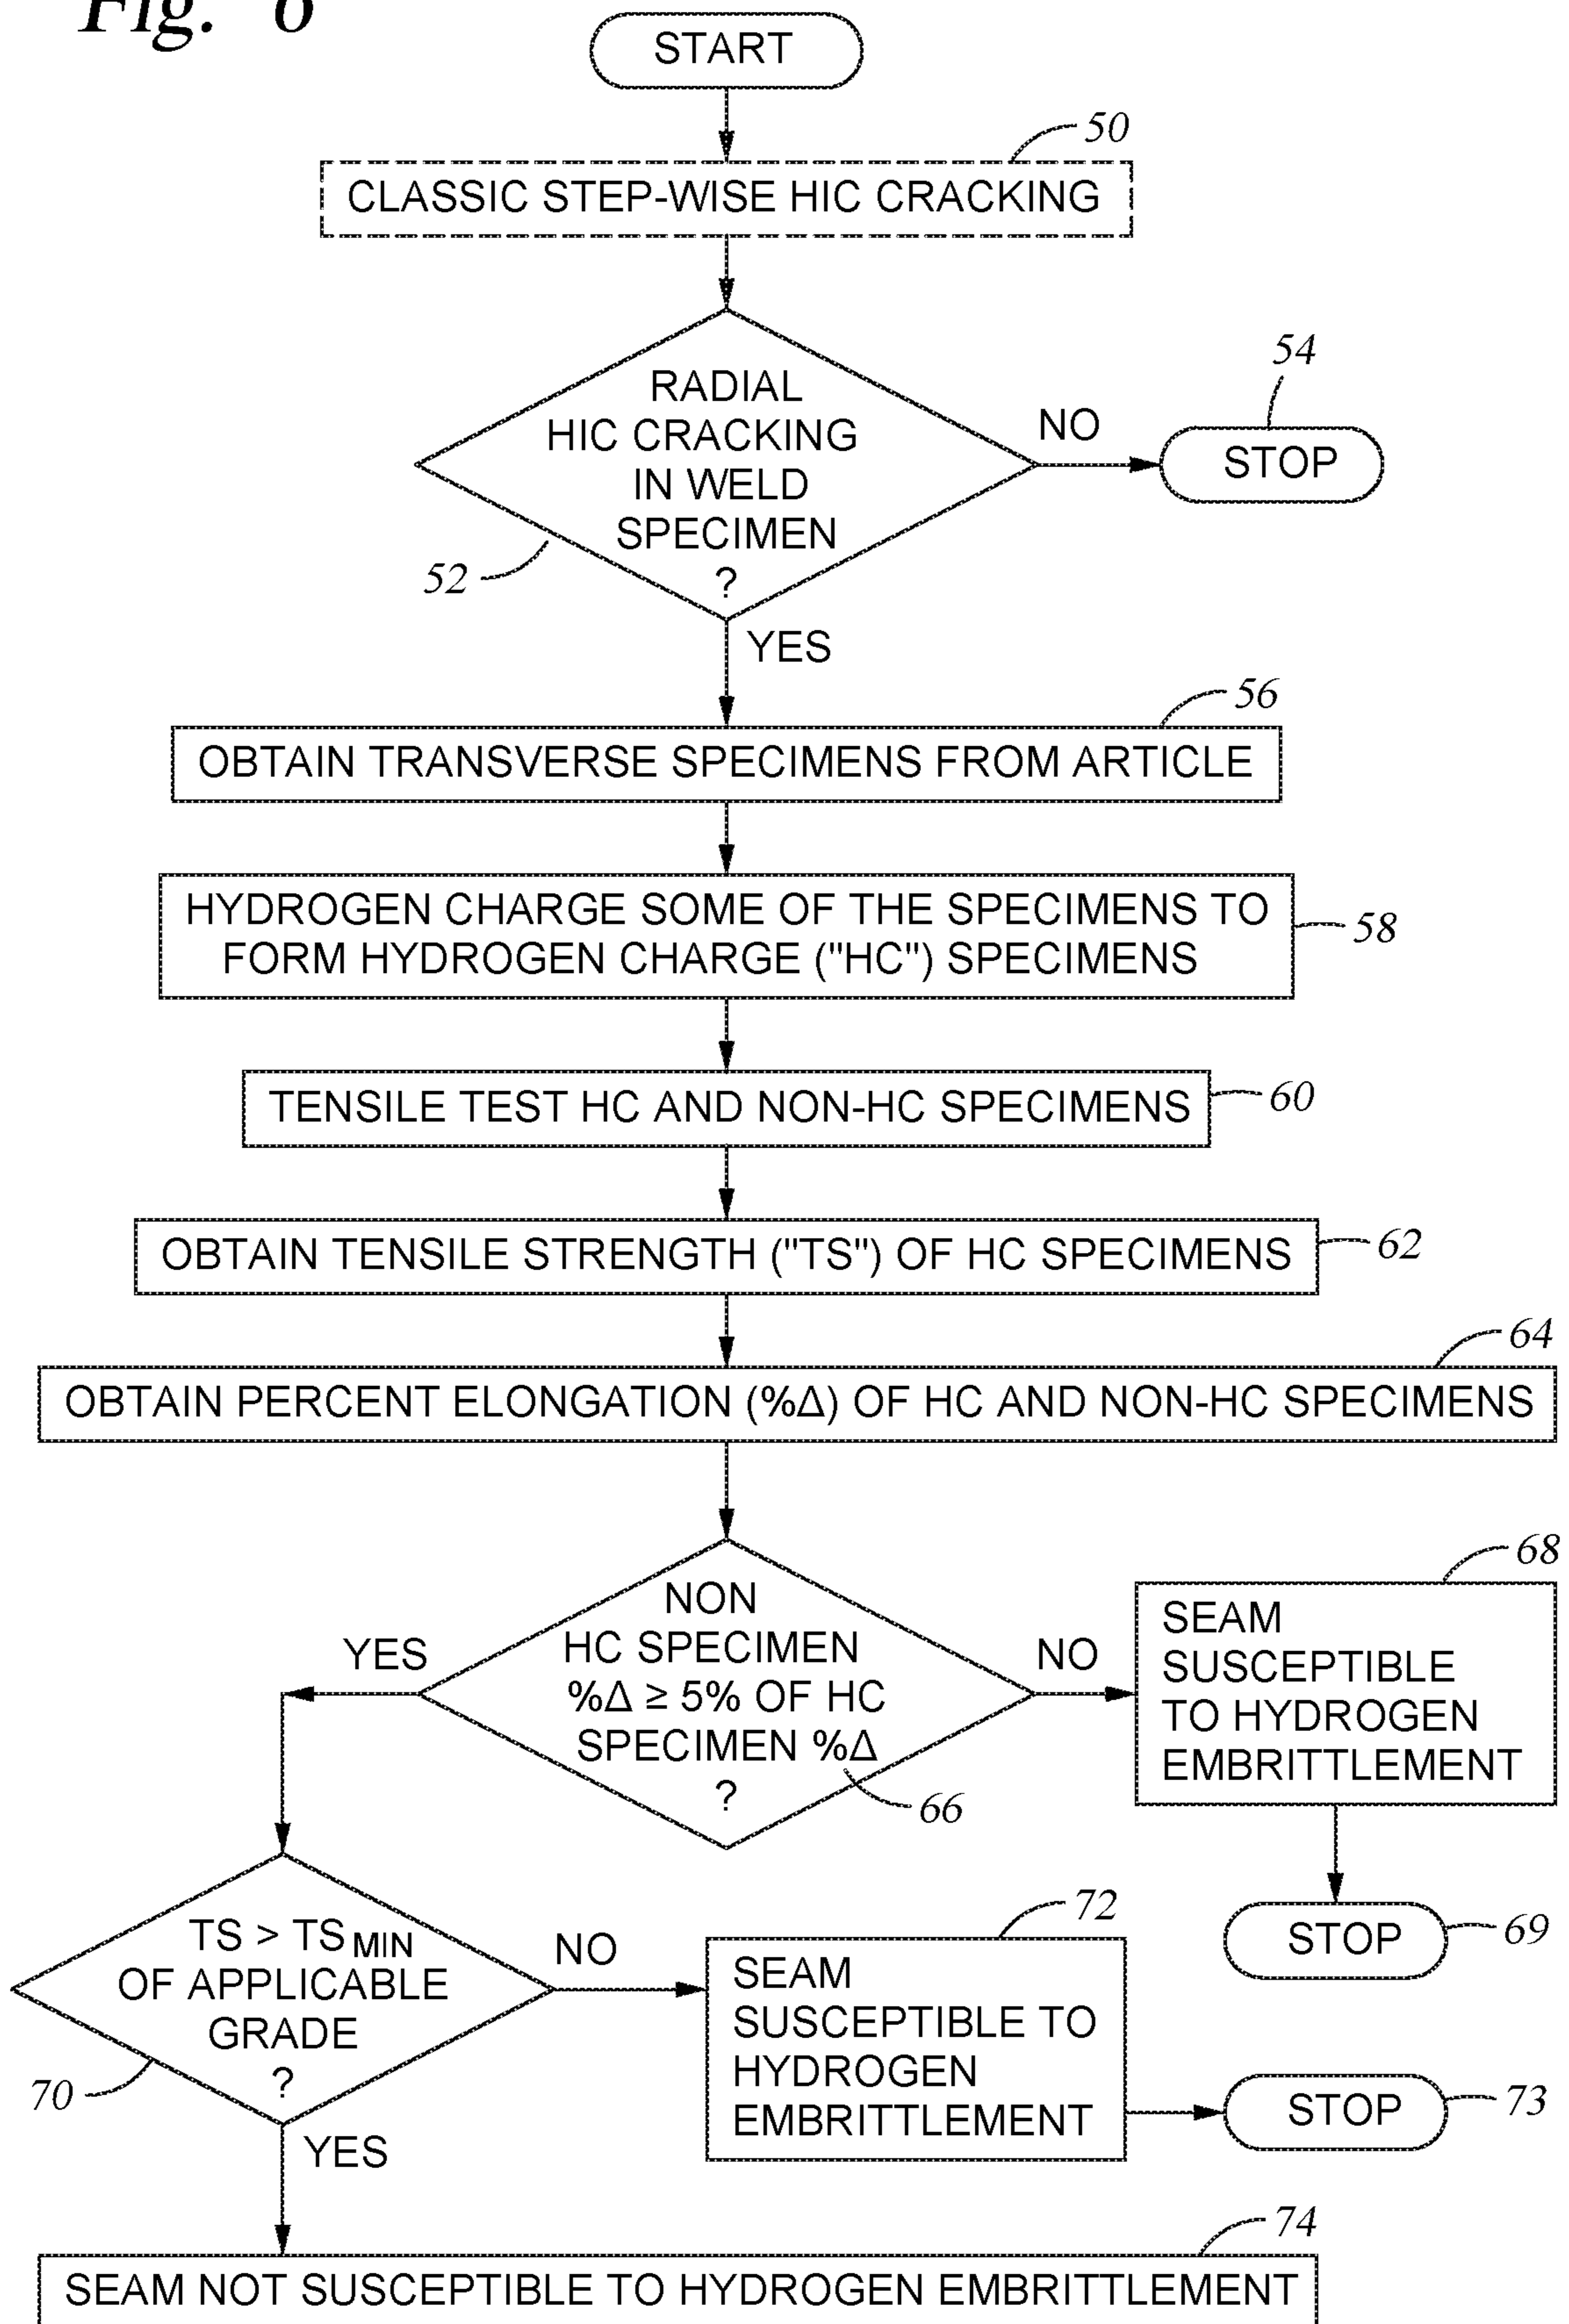 Fig. 6
START
50
CLASSIC STEP-WISE HIC CRACKING
RADIAL
HIC CRACKING
IN WELD
SPECIMEN
?
52
NO
54
STOP
YES
56
OBTAIN TRANSVERSE SPECIMENS FROM ARTICLE
HYDROGEN CHARGE SOME OF THE SPECIMENS TO
FORM HYDROGEN CHARGE ("HC") SPECIMENS
58
TENSILE TEST HC AND NON-HC SPECIMENS
60
OBTAIN TENSILE STRENGTH ("TS") OF HC SPECIMENS
62
64
OBTAIN PERCENT ELONGATION (%Δ) OF HC AND NON-HC SPECIMENS
NON
HC SPECIMEN
%Δ ≥ 5% OF HC
SPECIMEN %Δ
?
66
YES
NO
68
SEAM
SUSCEPTIBLE
TO HYDROGEN
EMBRITTLEMENT
STOP
69
TS > TS MIN
OF APPLICABLE
GRADE
?
70
NO
72
SEAM
SUSCEPTIBLE TO
HYDROGEN
EMBRITTLEMENT
STOP
73
YES
74
SEAM NOT SUSCEPTIBLE TO HYDROGEN EMBRITTLEMENT